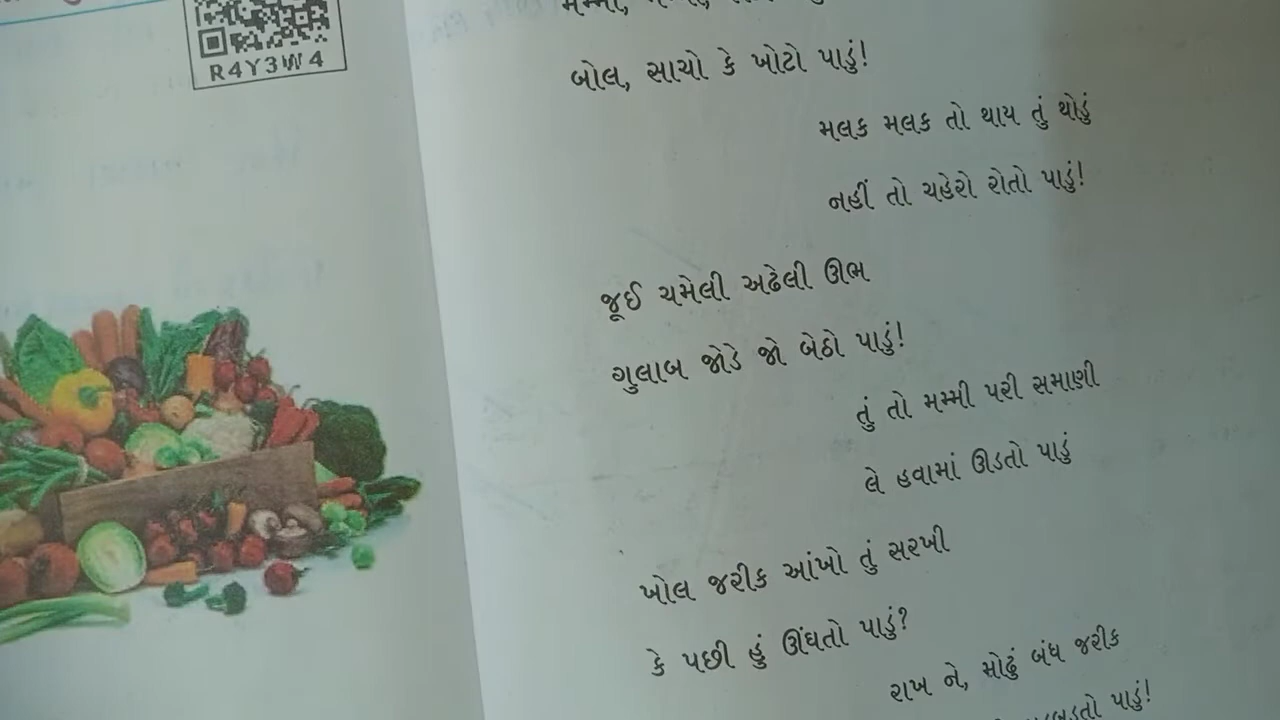 R4Y3W4
બોલ, સાચો કે ખોટો પાડું!
મલક મલક તો થાય તું થોડું
નહીં તો ચહેરો રોતો પાડું!
જૂઈ ચમેલી અઢેલી ઊભ
ગુલાબ જોડે જો બેઠો પાડું!
તું તો મમ્મી પરી સમાણી
લે હવામાં ઊડતો પાડું
ખોલ જરીક આંખો તું સરખી
કે પછી હું ઊંઘતો પાડું?
રાખ ને, મોઢું બંધ જરીક
પાડું!